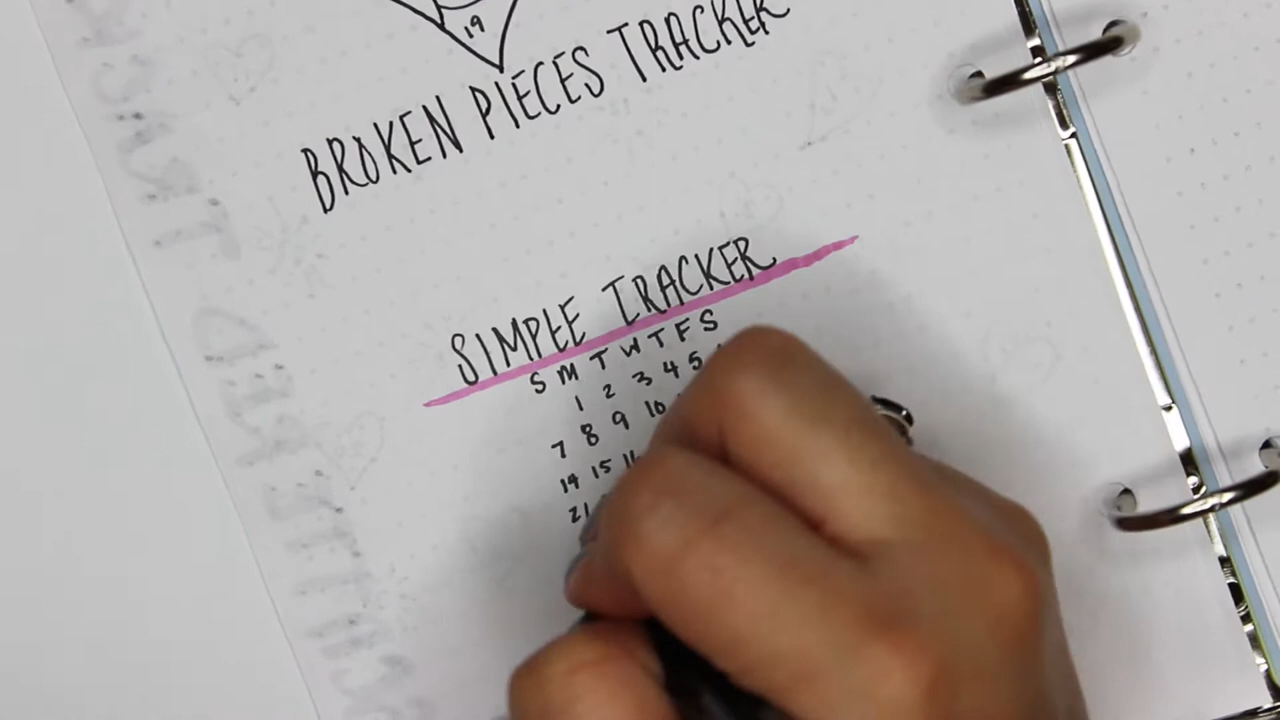 19
BROKEN PIECES TRACKER
SIMPLE TRACKER
S M T W T F S
1 2 3 4 5
7 8 9 10
14 15
21